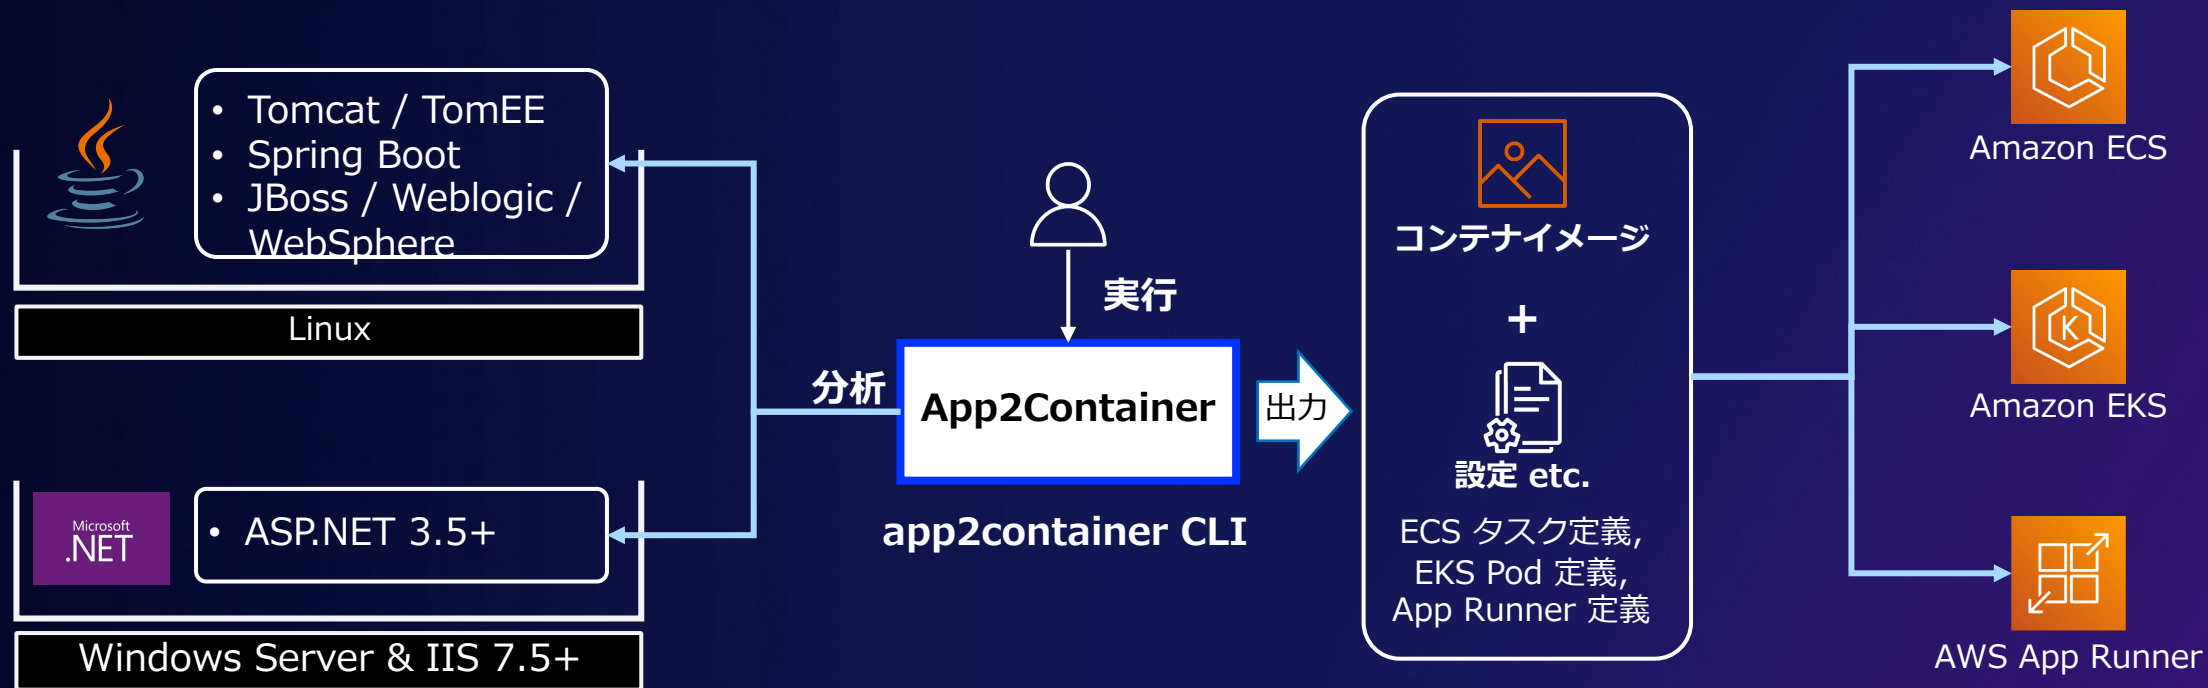 • Tomcat / TomEE
• Spring Boot
• JBoss / Weblogic /
WebSphere
Linux
Microsoft
.NET
• ASP.NET 3.5+
Windows Server & IIS 7.5+
実行
分析
App2Container
app2container CLI
出力
コンテナイメージ
+
設定 etc.
ECS タスク定義,
EKS Pod 定義,
App Runner 定義
Amazon ECS
K
Amazon EKS
AWS App Runner